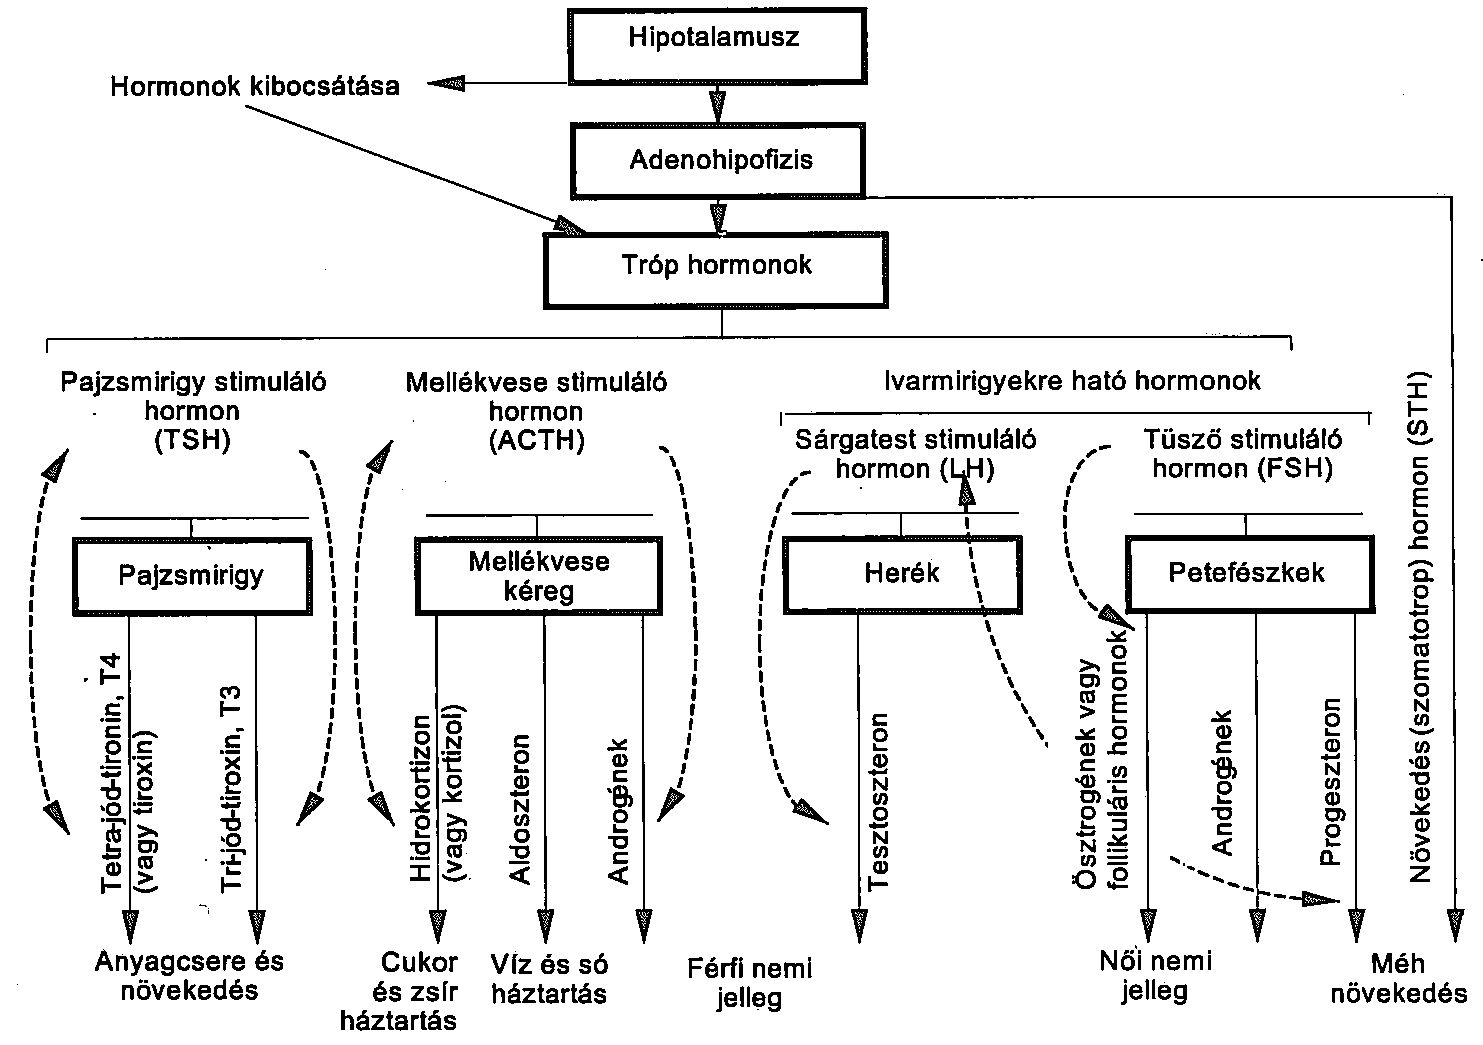 Hipotalamusz
Hormonok kibocsátása
Adenohipofizis
Tróp hormonok
Pajzsmirigy stimuláló
hormon
(TSH)
Mellékvese stimuláló
hormon
(ACTH)
Ivarmirigyekre ható hormonok
Sárgatest stimuláló
hormon (LH)
Tüsző stimuláló
hormon (FSH)
Növekedés (szomatotrop) hormon (STH)
Pajzsmirigy
Mellékvese
kéreg
Herék
Petefészkek
Tetra-jód-tironin, T4
(vagy tiroxin)
Tri-jód-tiroxin, T3
Hidrokortizon
(vagy kortizol)
Aldoszteron
Androgének
Tesztoszteron
Ösztrogének vagy
follikuláris hormonok
Androgének
Progeszteron
Anyagcsere és
növekedés
Cukor
és zsír
háztartás
Víz és só
háztartás
Férfi nemi
jelleg
Női nemi
jelleg
Méh
növekedés